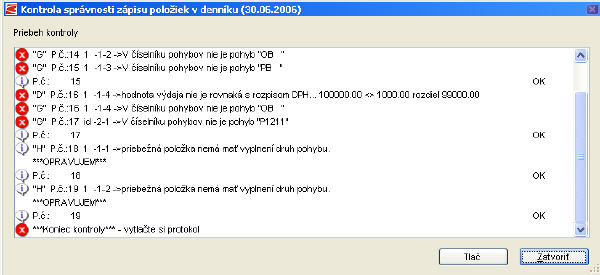 Kontrola správnosti zápisu položiek v denníku (30.06.2006)
Priebeh kontroly
"G" P.č.:14 1 -1-2 ->V číselníku pohybov nie je pohyb "OB "
"G" P.č.:15 1 -1-3 ->V číselníku pohybov nie je pohyb "PB "
P.č.: 15 OK
"D" P.č.:16 1 -1-4 ->hodnota výdaja nie je rovnaká s rozpisom DPH... 100000.00 <> 1000.00 rozdiel 99000.00
"G" P.č.:16 1 -1-4 ->V číselníku pohybov nie je pohyb "OB "
"G" P.č.:17 id -2-1 ->V číselníku pohybov nie je pohyb "P1211"
P.č.: 17 OK
"H" P.č.:18 1 -1-1 ->priebežná položka nemá mať vyplnení druh pohybu.
***OPRAVUJEM***
P.č.: 18 OK
"H" P.č.:19 1 -1-2 ->priebežná položka nemá mať vyplnení druh pohybu.
***OPRAVUJEM***
P.č.: 19 OK
***Koniec kontroly*** - vytlačte si protokol
Tlač Zatvoriť